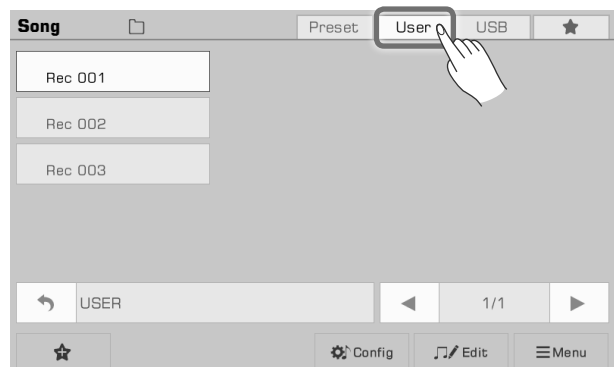 Song Preset User USB
Rec 001
Rec 002
Rec 003
USER 1/1
Config Edit Menu